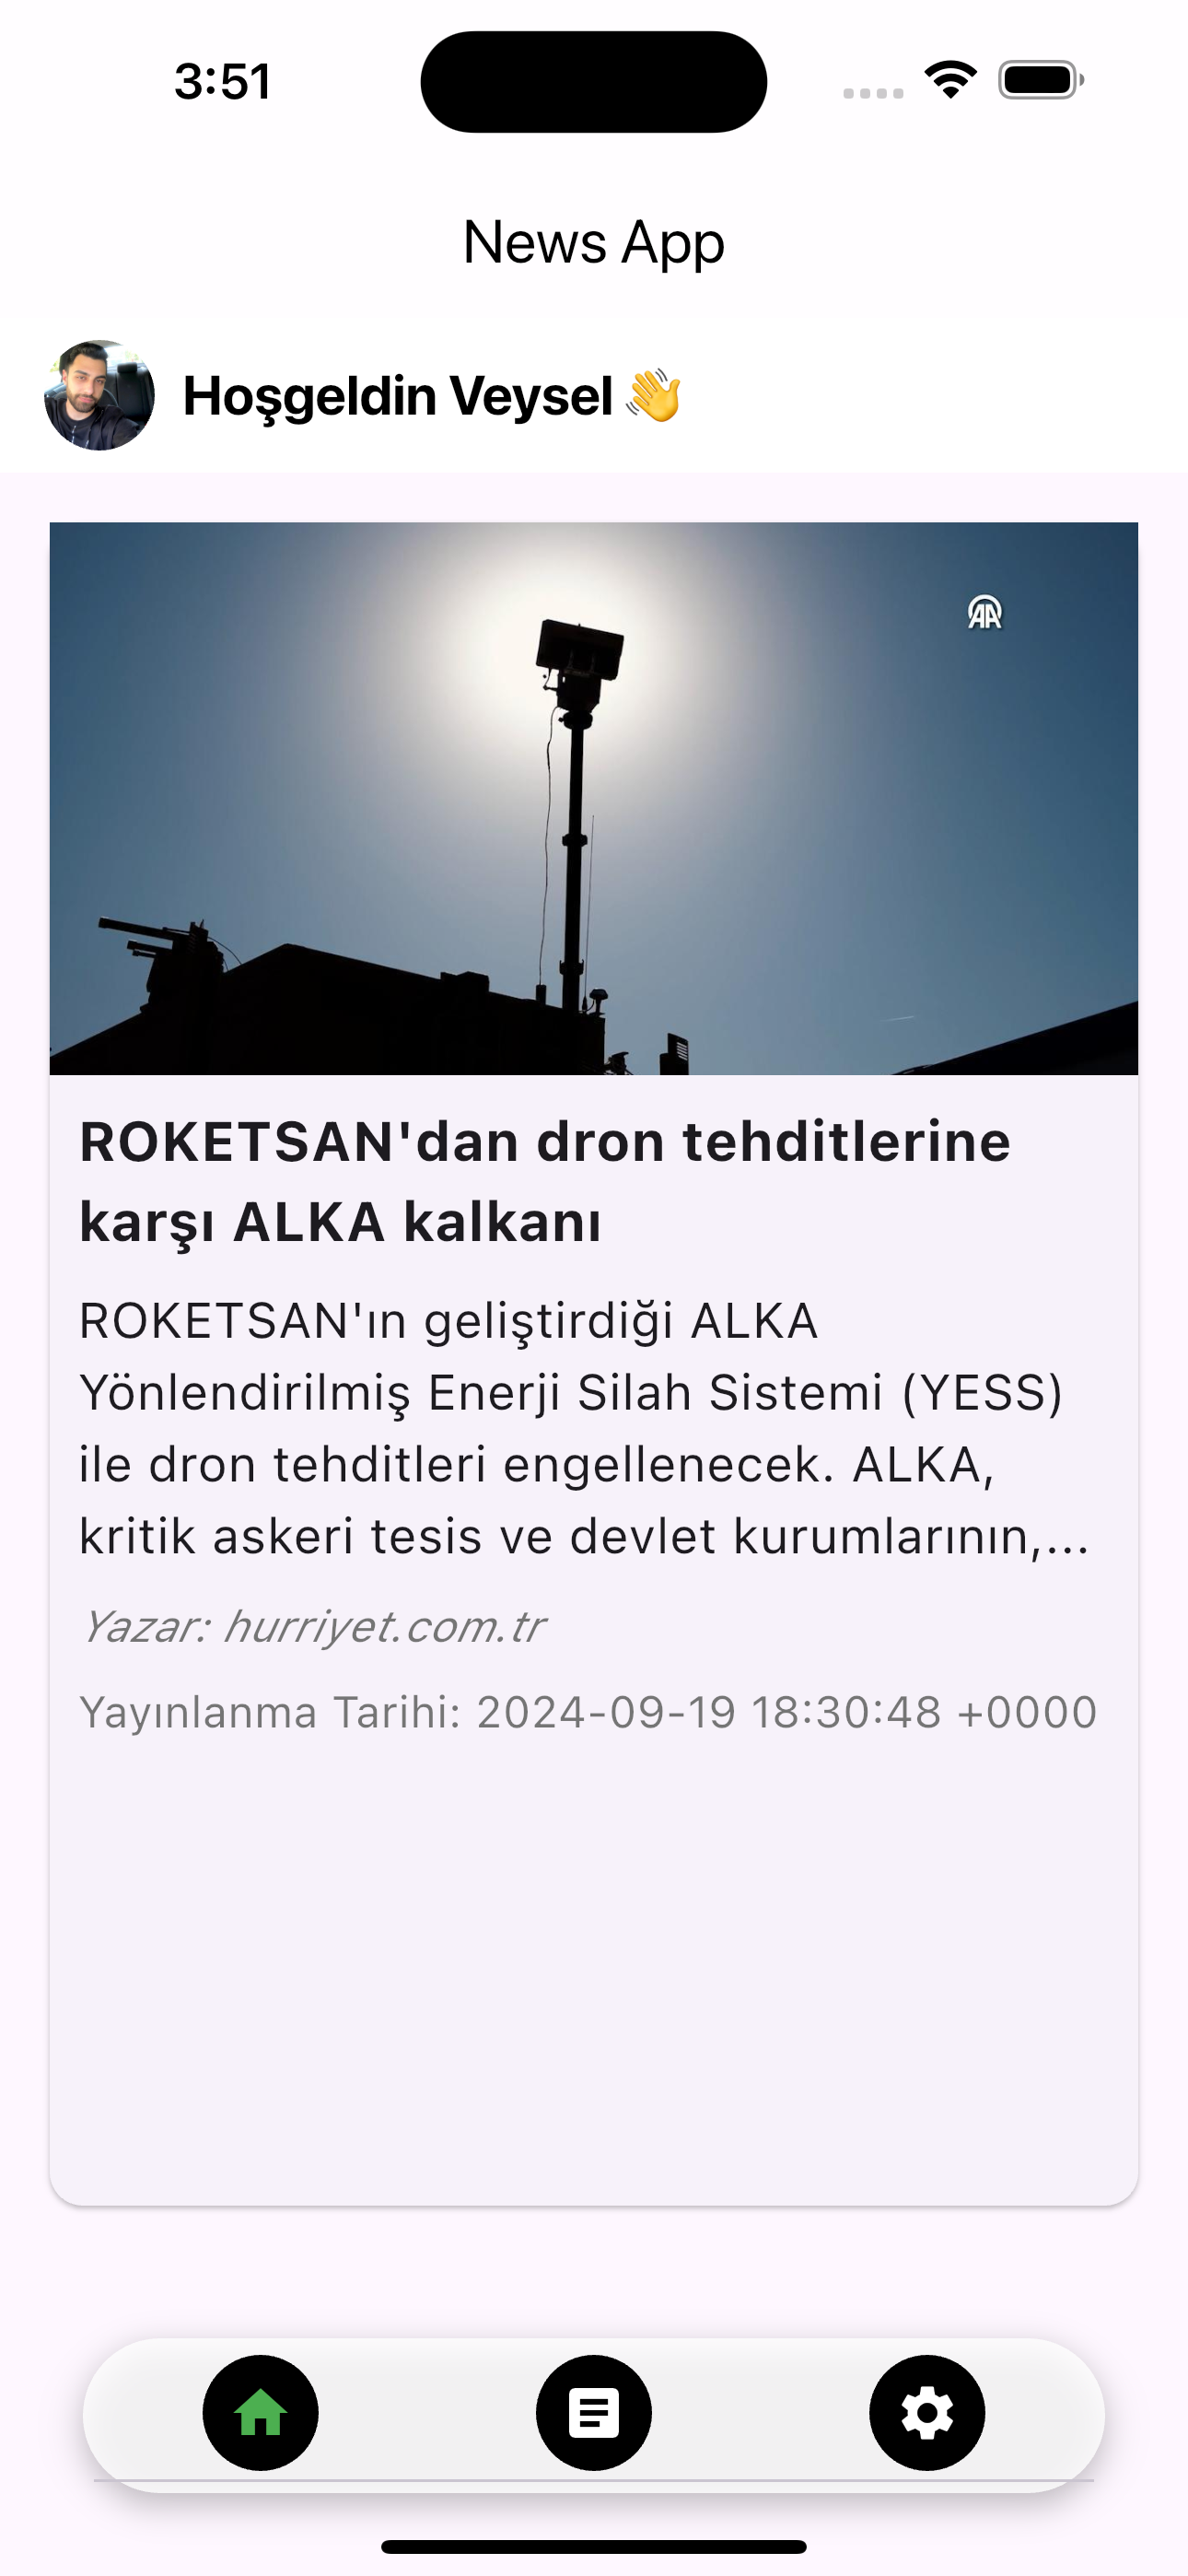 3:51
News App
Hoşgeldin Veysel 👋
AA
ROKETSAN'dan dron tehditlerine
karşı ALKA kalkanı
ROKETSAN'ın geliştirdiği ALKA
Yönlendirilmiş Enerji Silah Sistemi (YESS)
ile dron tehditleri engellenecek. ALKA,
kritik askeri tesis ve devlet kurumlarının,...
Yazar: hurriyet.com.tr
Yayınlanma Tarihi: 2024-09-19 18:30:48 +0000